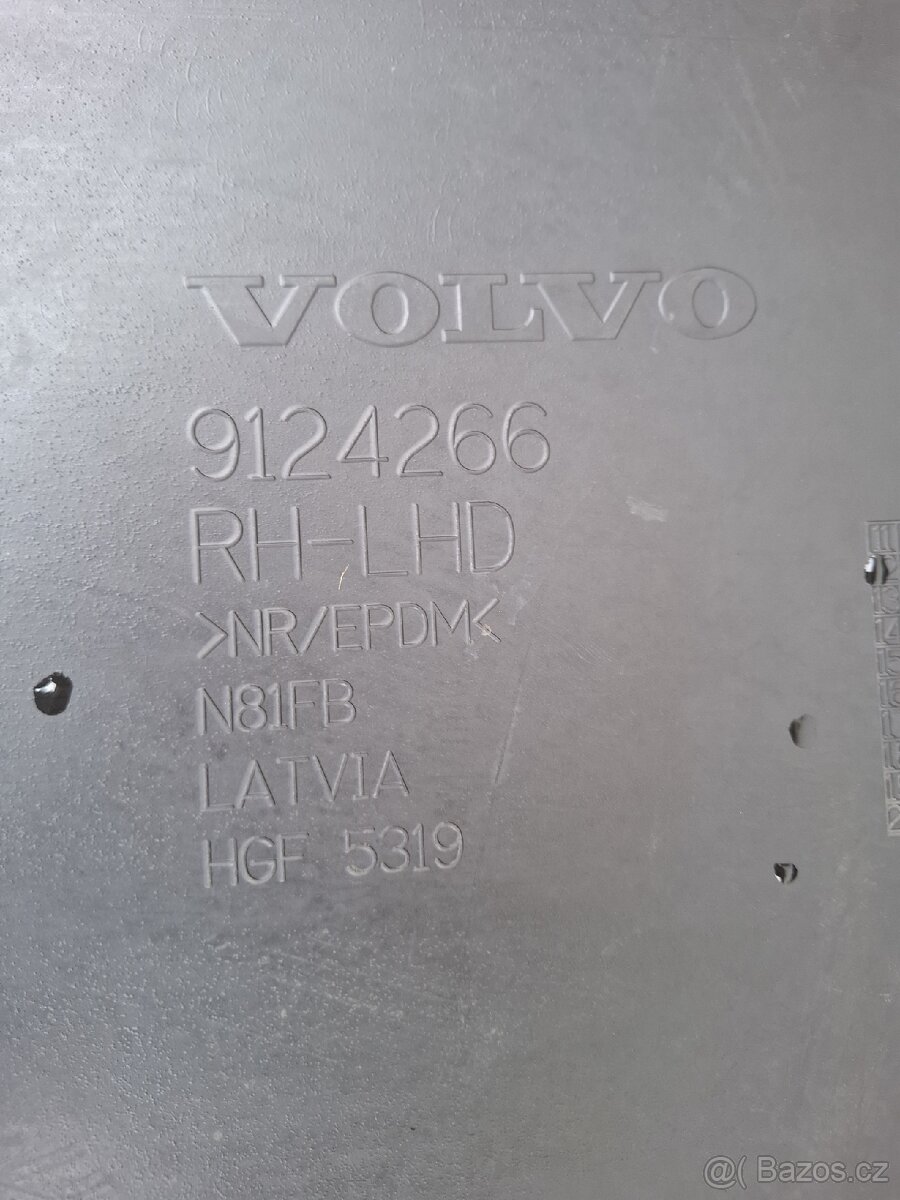 VOLVO
9124266
RH-LHD
>NR/EPDM<
N81FB
LATVIA
HGF 5319
@( Bazos.cz